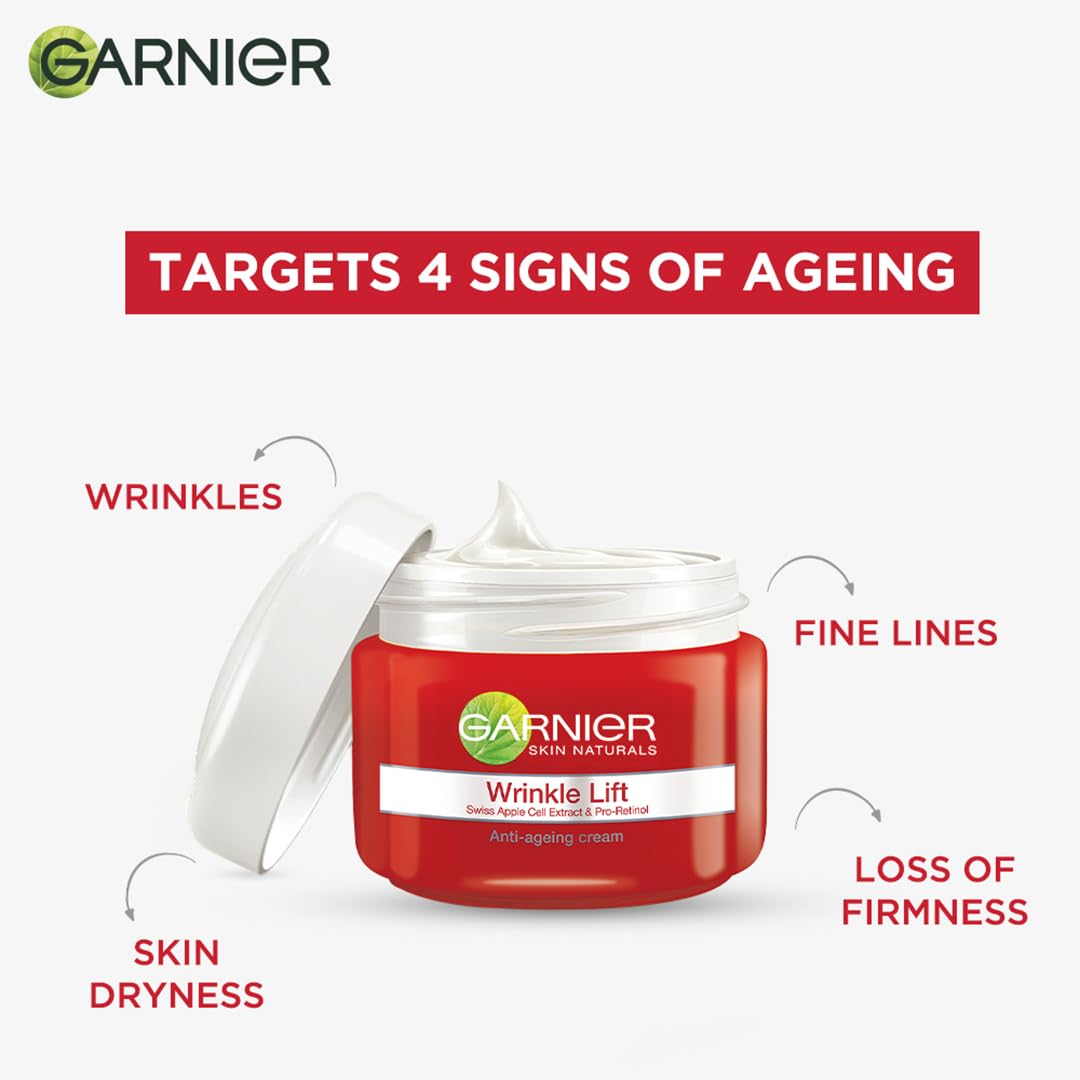 GARNIER
TARGETS 4 SIGNS OF AGEING
WRINKLES
FINE LINES
GARNIER
SKIN NATURALS
Wrinkle Lift
Swiss Apple Cell Extract & Pro-Retinol
Anti-ageing cream
LOSS OF
FIRMNESS
SKIN
DRYNESS